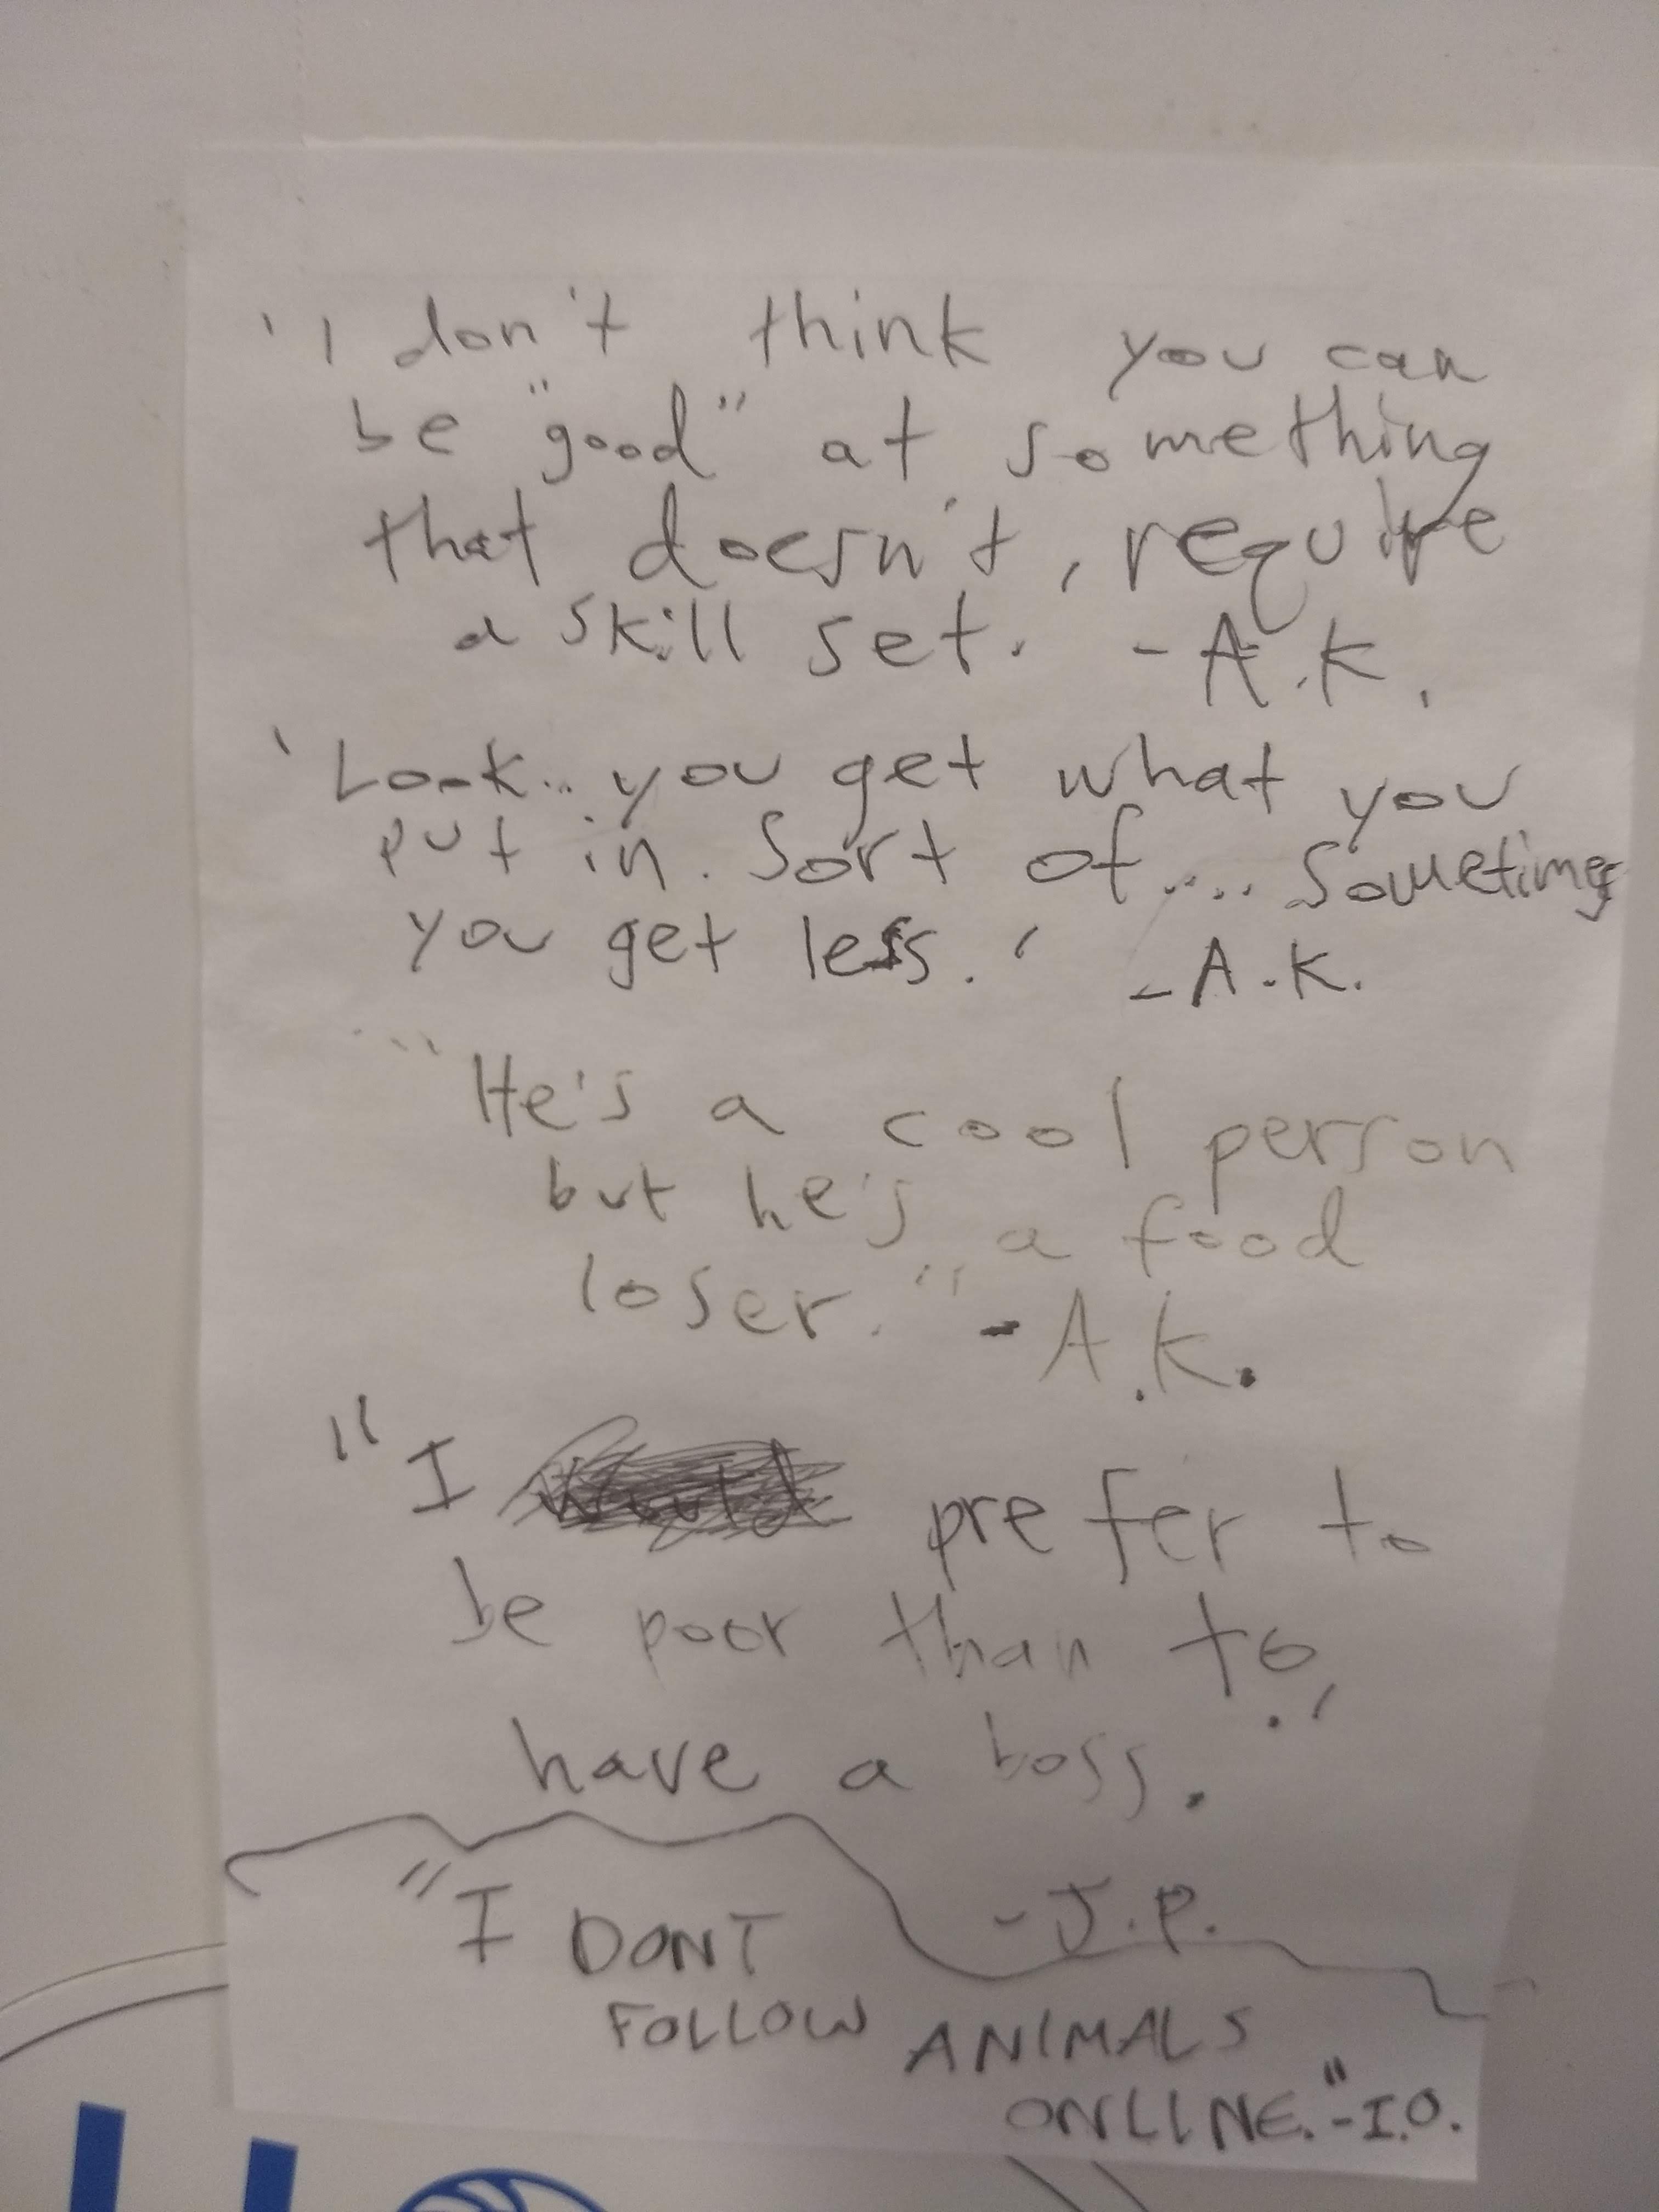 'I don't think you can
be "good" at something
that doesn't, require
a skill set. -A.K.
'Look... you get what you
put in. Sort of.... Sometimes
you get less.' -A.K.
"He's a cool person
but he's a food
loser." -A.K.
"I prefer to
be poor than to
have a boss.'
-J.P.
"I DONT
FOLLOW ANIMALS
ONLINE." -I.O.